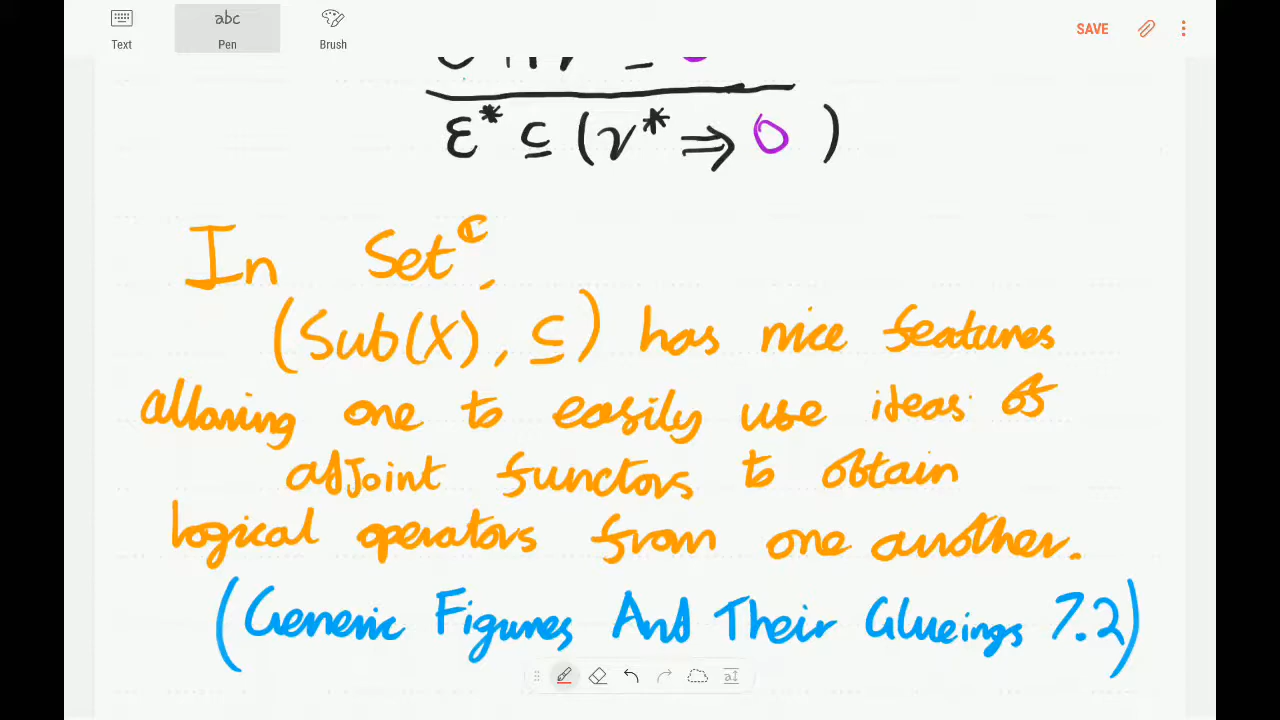 Text abc Pen Brush SAVE
ε* ⊆ (ν* ⇒ 0 )
In Set^ℂ,
(Sub(X), ⊆) has nice features
allowing one to easily use ideas of
adjoint functors to obtain
logical operators from one another.
(Generic Figures And Their Glueings 7.2)